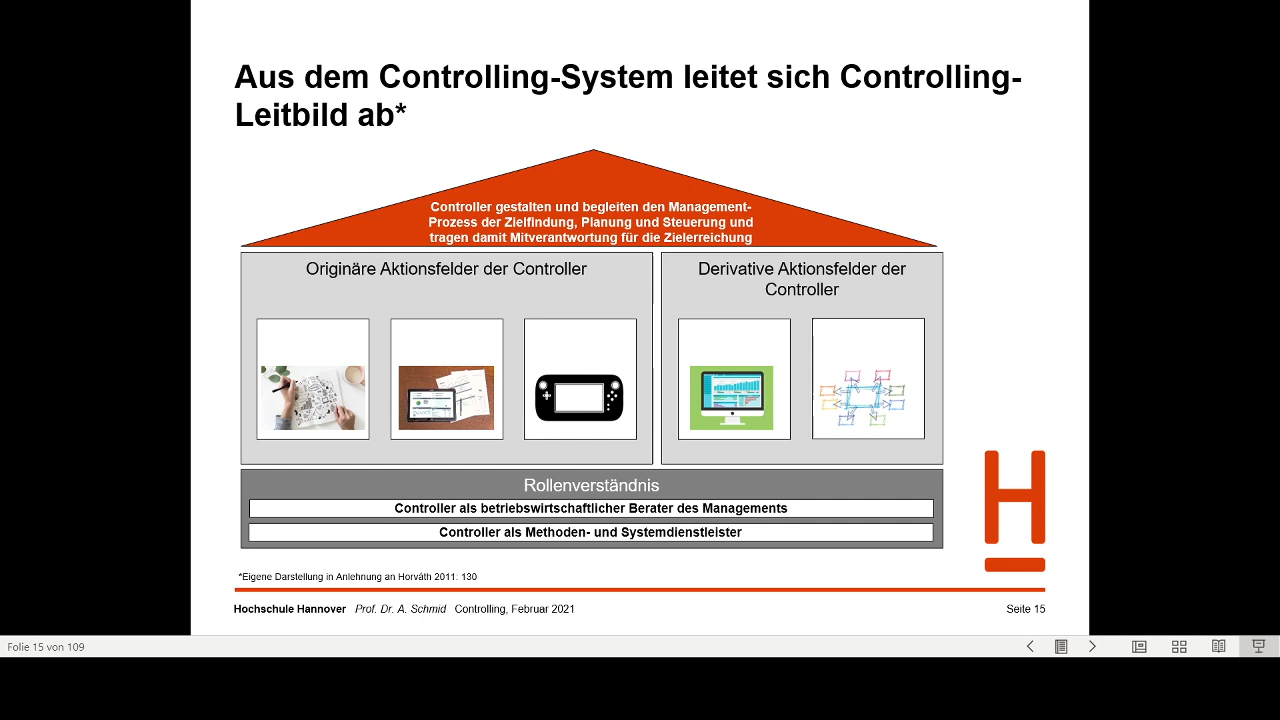 Aus dem Controlling-System leitet sich Controlling-
Leitbild ab*
Controller gestalten und begleiten den Management-
Prozess der Zielfindung, Planung und Steuerung und
tragen damit Mitverantwortung für die Zielerreichung
Originäre Aktionsfelder der Controller
Derivative Aktionsfelder der
Controller
Rollenverständnis
Controller als betriebswirtschaftlicher Berater des Managements
Controller als Methoden- und Systemdienstleister
*Eigene Darstellung in Anlehnung an Horváth 2011: 130
H
Hochschule Hannover Prof. Dr. A. Schmid Controlling, Februar 2021
Seite 15
Folie 15 von 109